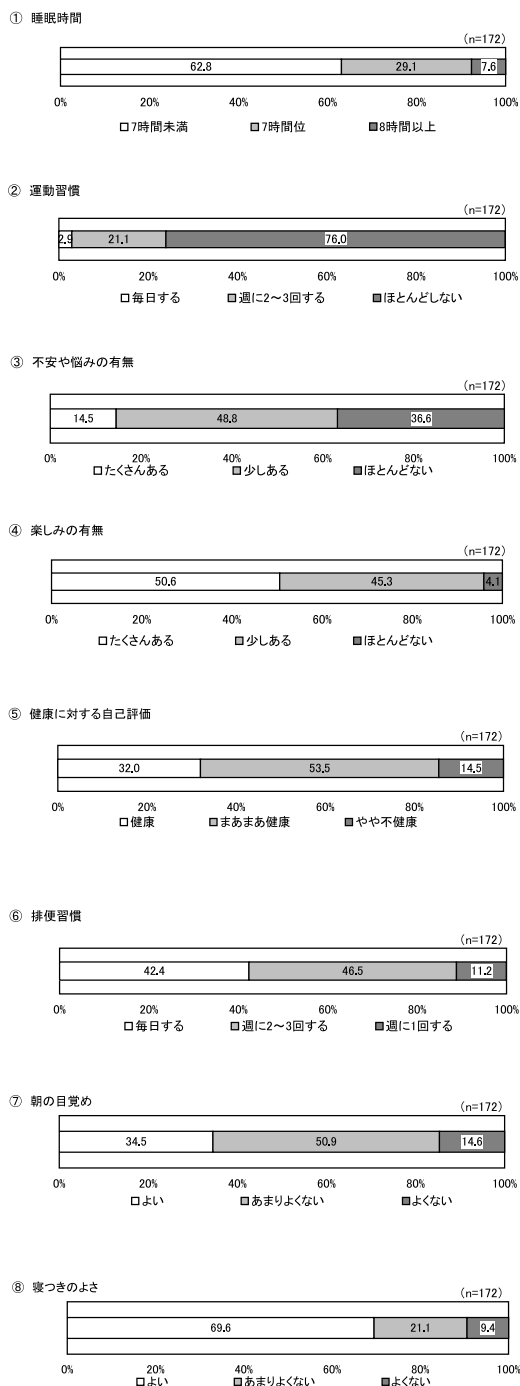 ① 睡眠時間
(n=172)
62.8 29.1 7.6
0% 20% 40% 60% 80% 100%
□7時間未満 ■7時間位 ■8時間以上
② 運動習慣
(n=172)
2.9 21.1 76.0
0% 20% 40% 60% 80% 100%
□毎日する ■週に2～3回する ■ほとんどしない
③ 不安や悩みの有無
(n=172)
14.5 48.8 36.6
0% 20% 40% 60% 80% 100%
□たくさんある ■少しある ■ほとんどない
④ 楽しみの有無
(n=172)
50.6 45.3 4.1
0% 20% 40% 60% 80% 100%
□たくさんある ■少しある ■ほとんどない
⑤ 健康に対する自己評価
(n=172)
32.0 53.5 14.5
0% 20% 40% 60% 80% 100%
□健康 ■まあまあ健康 ■やや不健康
⑥ 排便習慣
(n=172)
42.4 46.5 11.2
0% 20% 40% 60% 80% 100%
□毎日する ■週に2～3回する ■週に1回する
⑦ 朝の目覚め
(n=172)
34.5 50.9 14.6
0% 20% 40% 60% 80% 100%
□よい ■あまりよくない ■よくない
⑧ 寝つきのよさ
(n=172)
69.6 21.1 9.4
0% 20% 40% 60% 80% 100%
□よい ■あまりよくない ■よくない